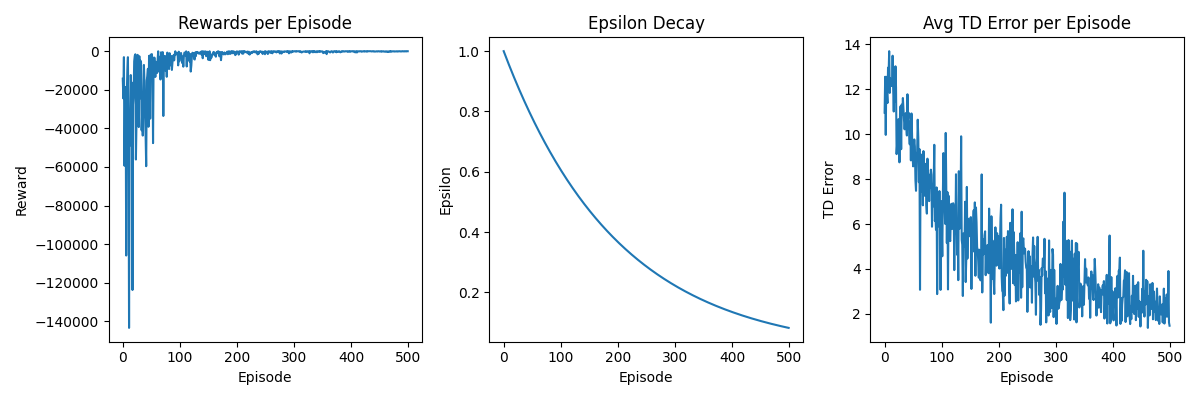 Rewards per Episode
0
−20000
−40000
−60000
−80000
−100000
−120000
−140000
Reward
0 100 200 300 400 500
Episode
Epsilon Decay
1.0
0.8
0.6
0.4
0.2
Epsilon
0 100 200 300 400 500
Episode
Avg TD Error per Episode
14
12
10
8
6
4
2
TD Error
0 100 200 300 400 500
Episode